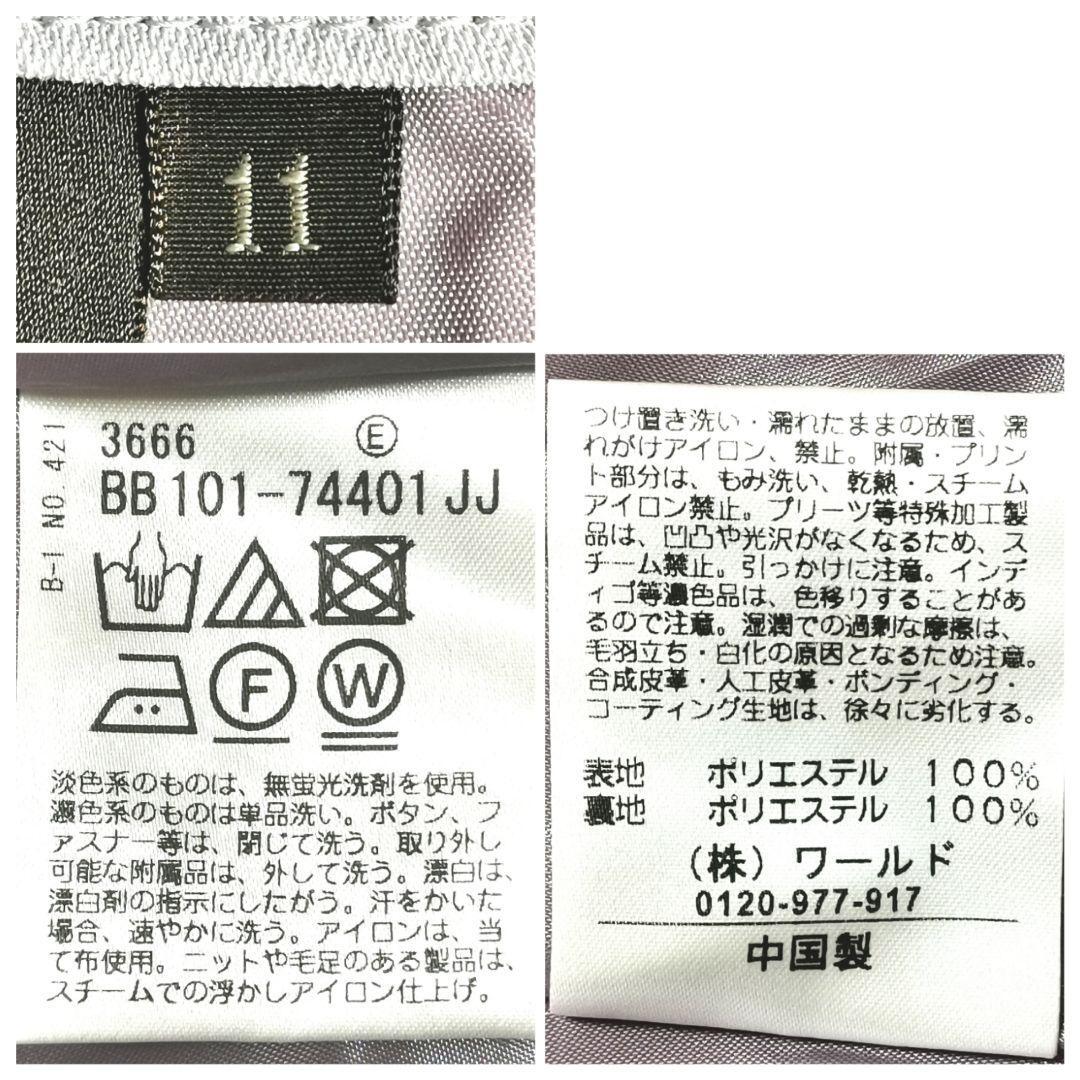 11
B-1 NO.421
3666 Ⓔ
BB101-74401JJ
F W
淡色系のものは、無蛍光洗剤を使用。
濃色系のものは単品洗い。ボタン、フ
ァスナー等は、閉じて洗う。取り外し
可能な附属品は、外して洗う。漂白は、
漂白剤の指示にしたがう。汗をかいた
場合、速やかに洗う。アイロンは、当
て布使用。ニットや毛足のある製品は、
スチームでの浮かしアイロン仕上げ。
つけ置き洗い・濡れたままの放置、濡
れがけアイロン、禁止。附属・プリン
ト部分は、もみ洗い、乾熱・スチーム
アイロン禁止。プリーツ等特殊加工製
品は、凹凸や光沢がなくなるため、ス
チーム禁止。引っかけに注意。インデ
ィゴ等濃色品は、色移りすることがあ
るので注意。湿潤での過剰な摩擦は、
毛羽立ち・白化の原因となるため注意。
合成皮革・人工皮革・ボンディング・
コーティング生地は、徐々に劣化する。
表地 ポリエステル 100%
裏地 ポリエステル 100%
(株) ワールド
0120-977-917
中国製